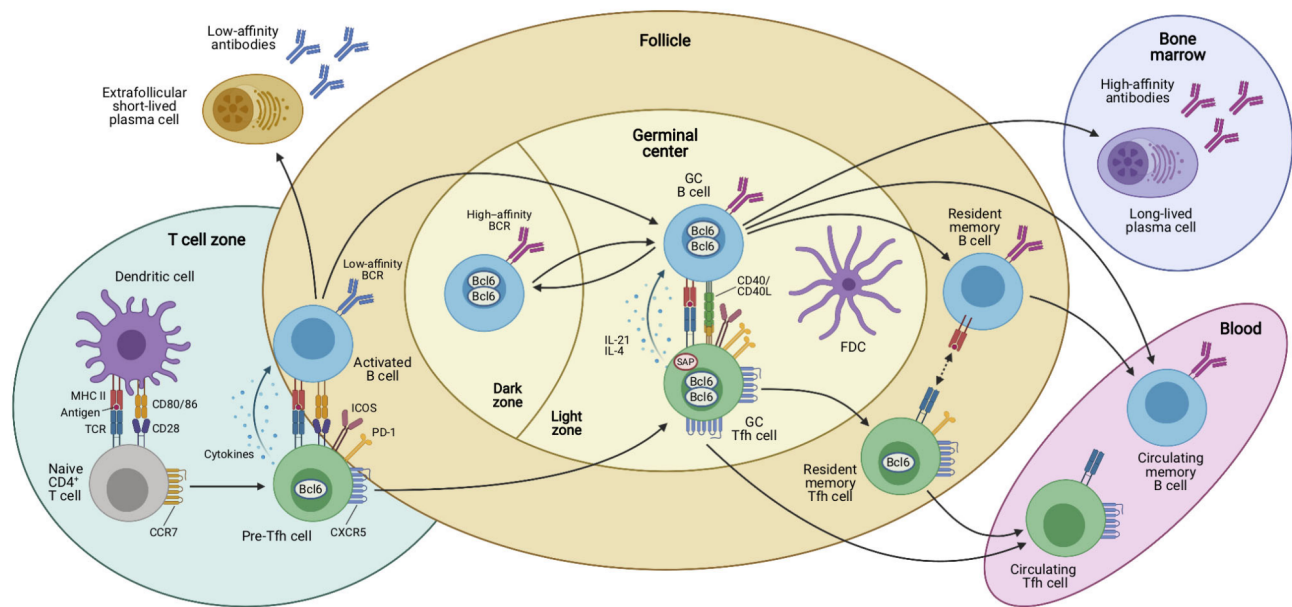 Low-affinity
antibodies
Extrafollicular
short-lived
plasma cell
Follicle
Bone
marrow
High-affinity
antibodies
Long-lived
plasma cell
Germinal
center
GC
B cell
Bcl6
Bcl6
High–affinity
BCR
Bcl6
Bcl6
Resident
memory
B cell
T cell zone
Dendritic cell
Low-affinity
BCR
Activated
B cell
MHC II
Antigen
TCR
CD80/86
CD28
ICOS
PD-1
Cytokines
Naive
CD4⁺
T cell
CCR7
Bcl6
Pre-Tfh cell
CXCR5
Dark
zone
Light
zone
IL-21
IL-4
CD40/
CD40L
SAP
Bcl6
Bcl6
GC
Tfh cell
FDC
Bcl6
Resident
memory
Tfh cell
Blood
Circulating
memory
B cell
Circulating
Tfh cell